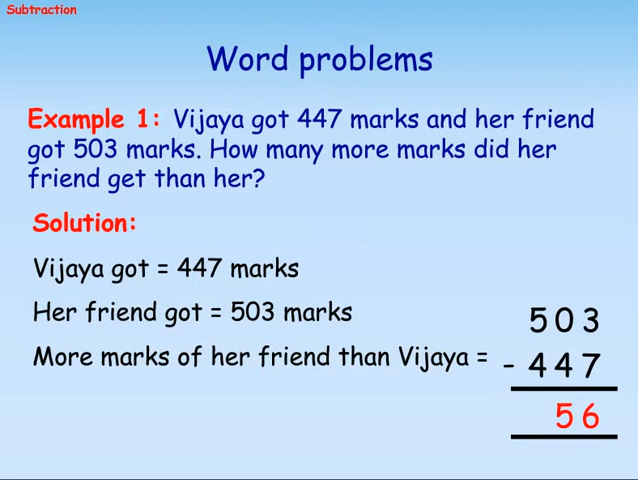 Subtraction
Word problems
Example 1: Vijaya got 447 marks and her friend
got 503 marks. How many more marks did her
friend get than her?
Solution:
Vijaya got = 447 marks
Her friend got = 503 marks
More marks of her friend than Vijaya =
503
- 447
56